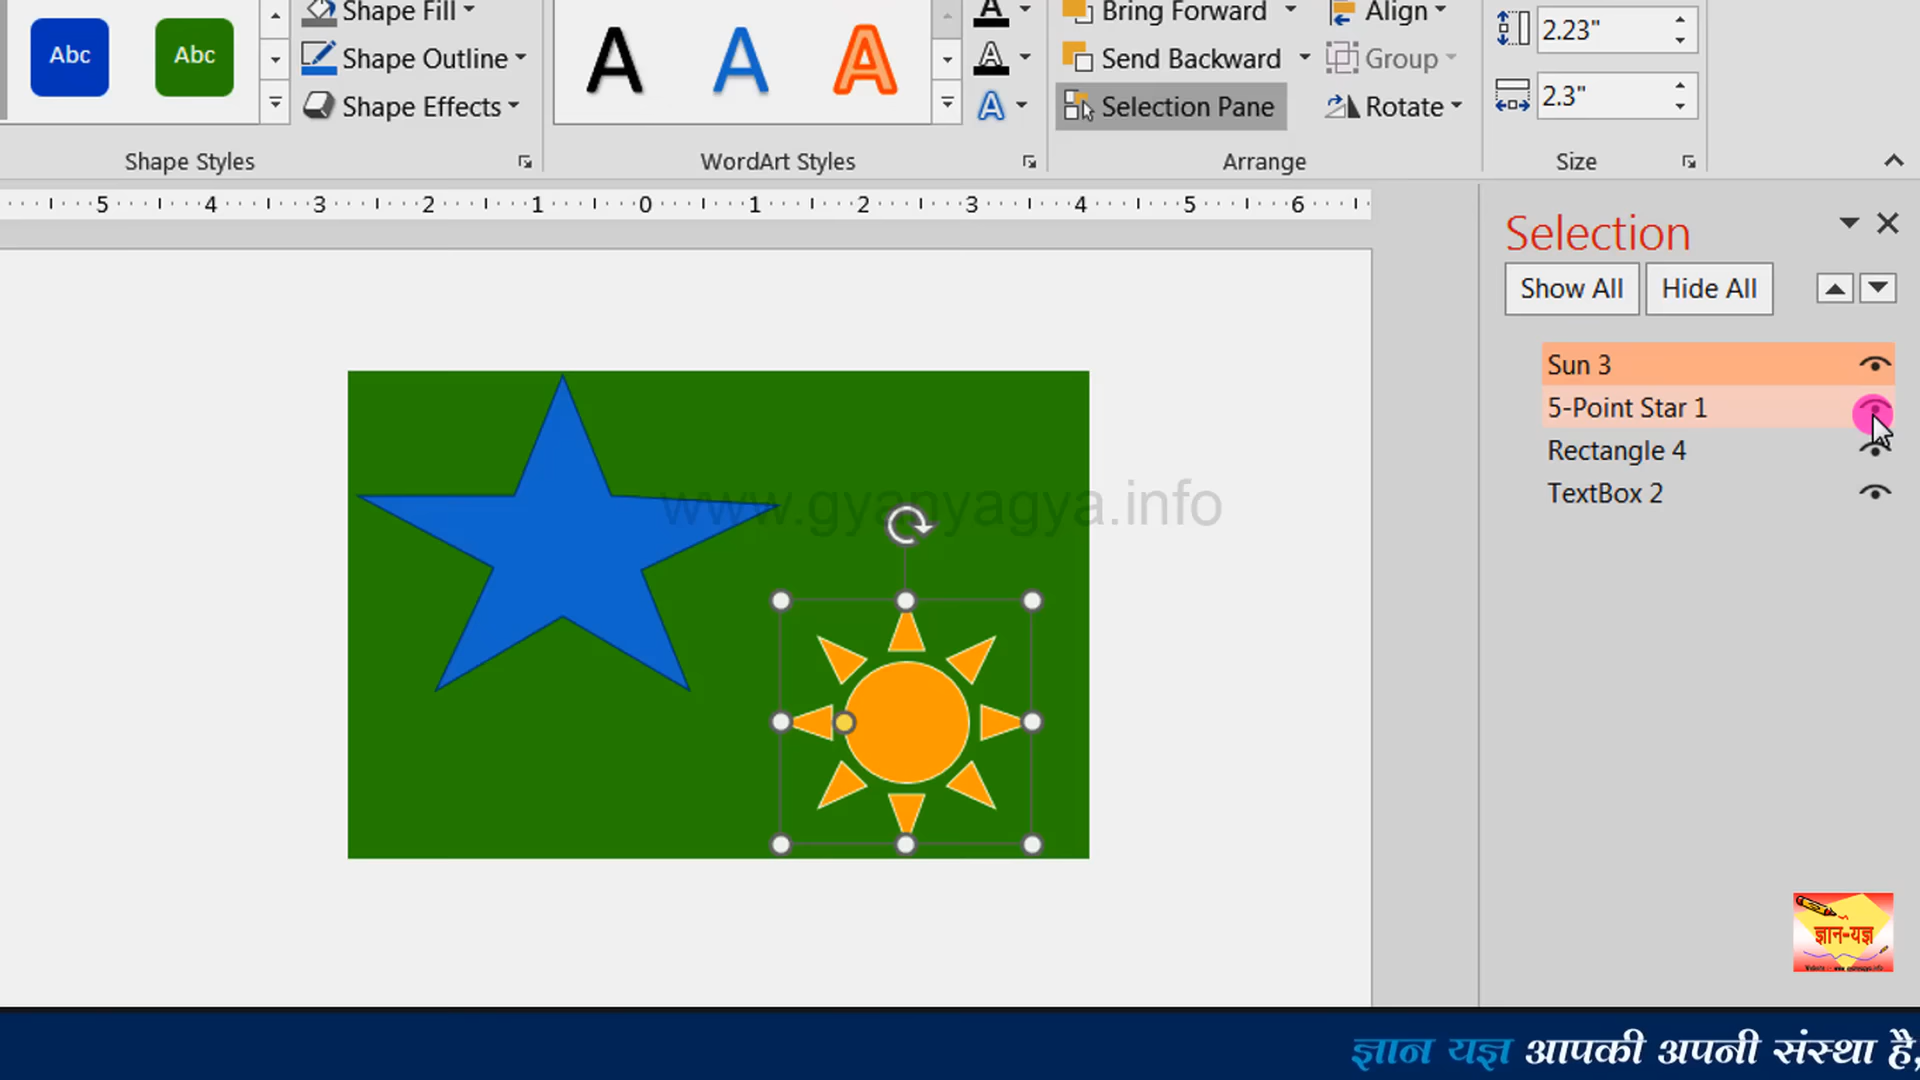 Abc
Abc
Shape Fill
Shape Outline
Shape Effects
A A A
A
A
A
Bring Forward
Send Backward
Selection Pane
Align
Group
Rotate
2.23"
2.3"
Shape Styles
WordArt Styles
Arrange
Size
5 4 3 2 1 0 1 2 3 4 5 6
Selection
Show All
Hide All
Sun 3
5-Point Star 1
Rectangle 4
TextBox 2
www.gyanyagya.info
ज्ञान-यज्ञ
ज्ञान यज्ञ आपकी अपनी संस्था है,